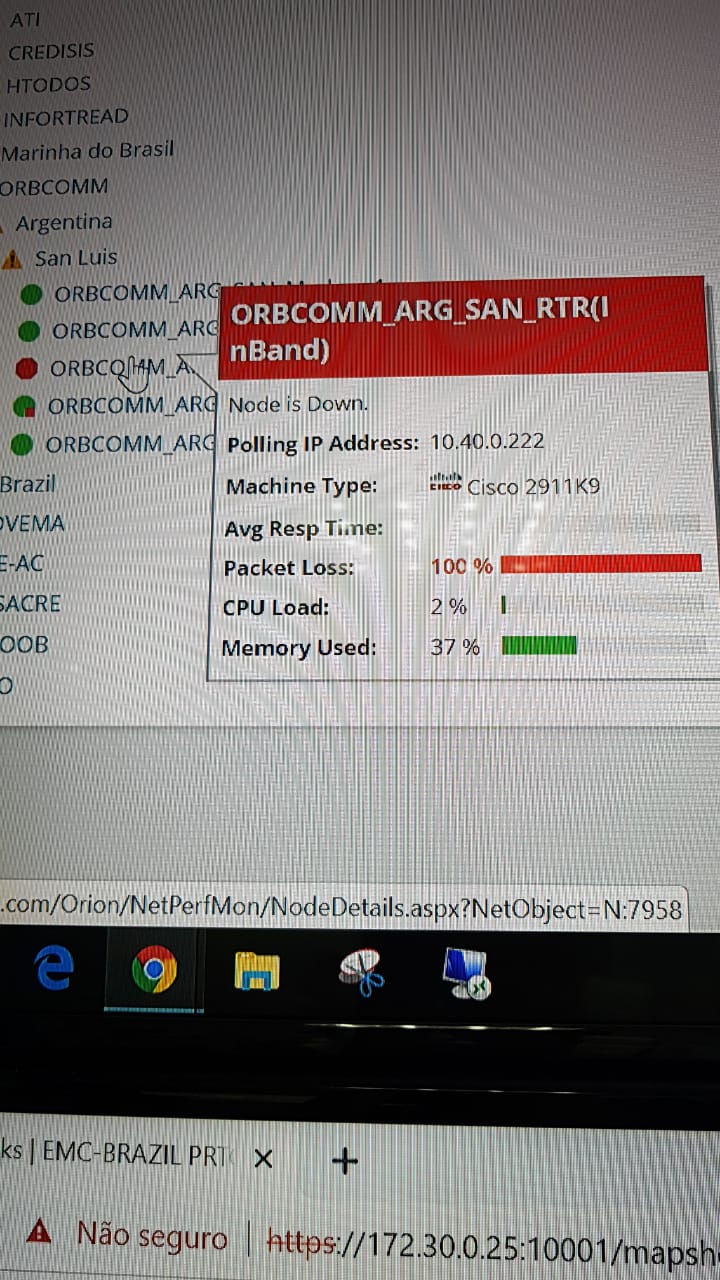 ATI
CREDISIS
HTODOS
INFORTREAD
Marinha do Brasil
ORBCOMM
Argentina
San Luis
ORBCOMM_ARG
ORBCOMM_ARG
ORBCOMM_A
ORBCOMM_ARG
ORBCOMM_ARG
Brazil
OVEMA
E-AC
SACRE
OOB
O
ORBCOMM_ARG_SAN_RTR(I
nBand)
Node is Down.
Polling IP Address: 10.40.0.222
Machine Type: CISCO Cisco 2911K9
Avg Resp Time:
Packet Loss: 100 %
CPU Load: 2 %
Memory Used: 37 %
.com/Orion/NetPerfMon/NodeDetails.aspx?NetObject=N:7958
ks | EMC-BRAZIL PRT
Não seguro | https://172.30.0.25:10001/mapsh